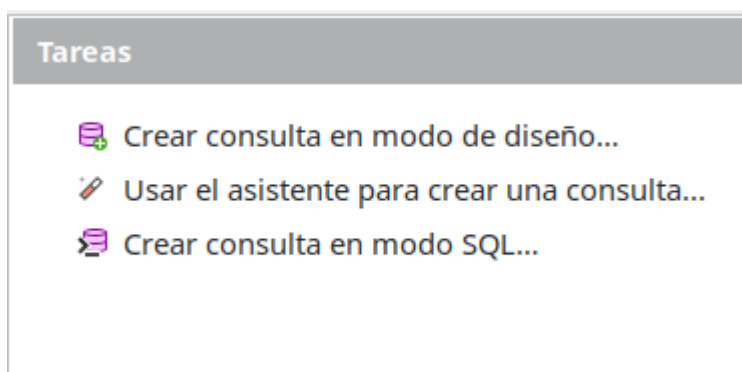 Tareas
Crear consulta en modo de diseño...
Usar el asistente para crear una consulta...
Crear consulta en modo SQL...